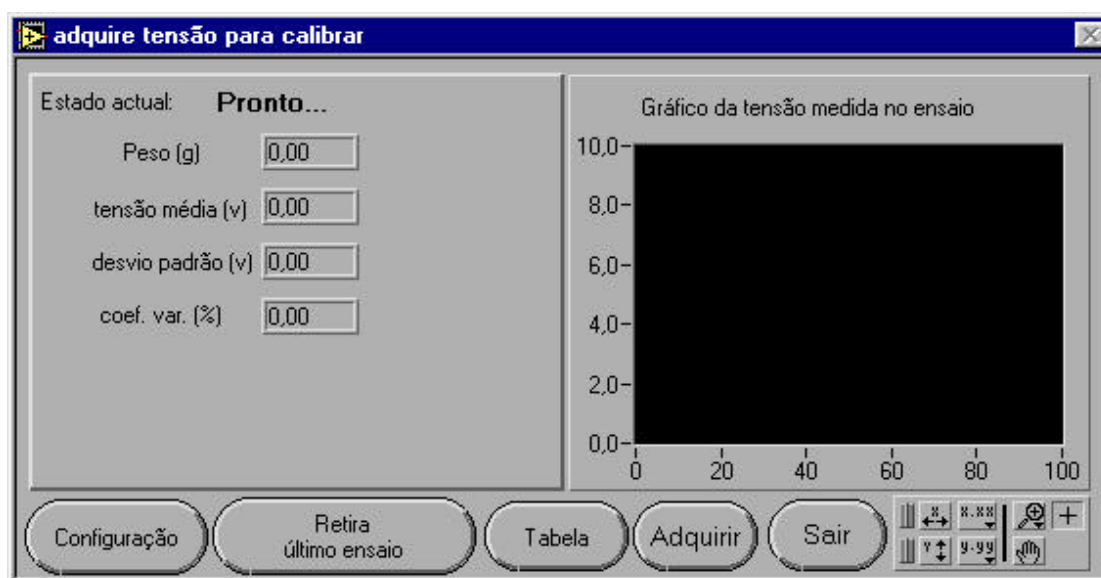 adquire tensão para calibrar
Estado actual: Pronto...
Peso (g) 0,00
tensão média (v) 0,00
desvio padrão (v) 0,00
coef. var. (%) 0,00
Gráfico da tensão medida no ensaio
10,0
8,0
6,0
4,0
2,0
0,0
0 20 40 60 80 100
Configuração
Retira
último ensaio
Tabela
Adquirir
Sair
X X.XX
Y Y.YY